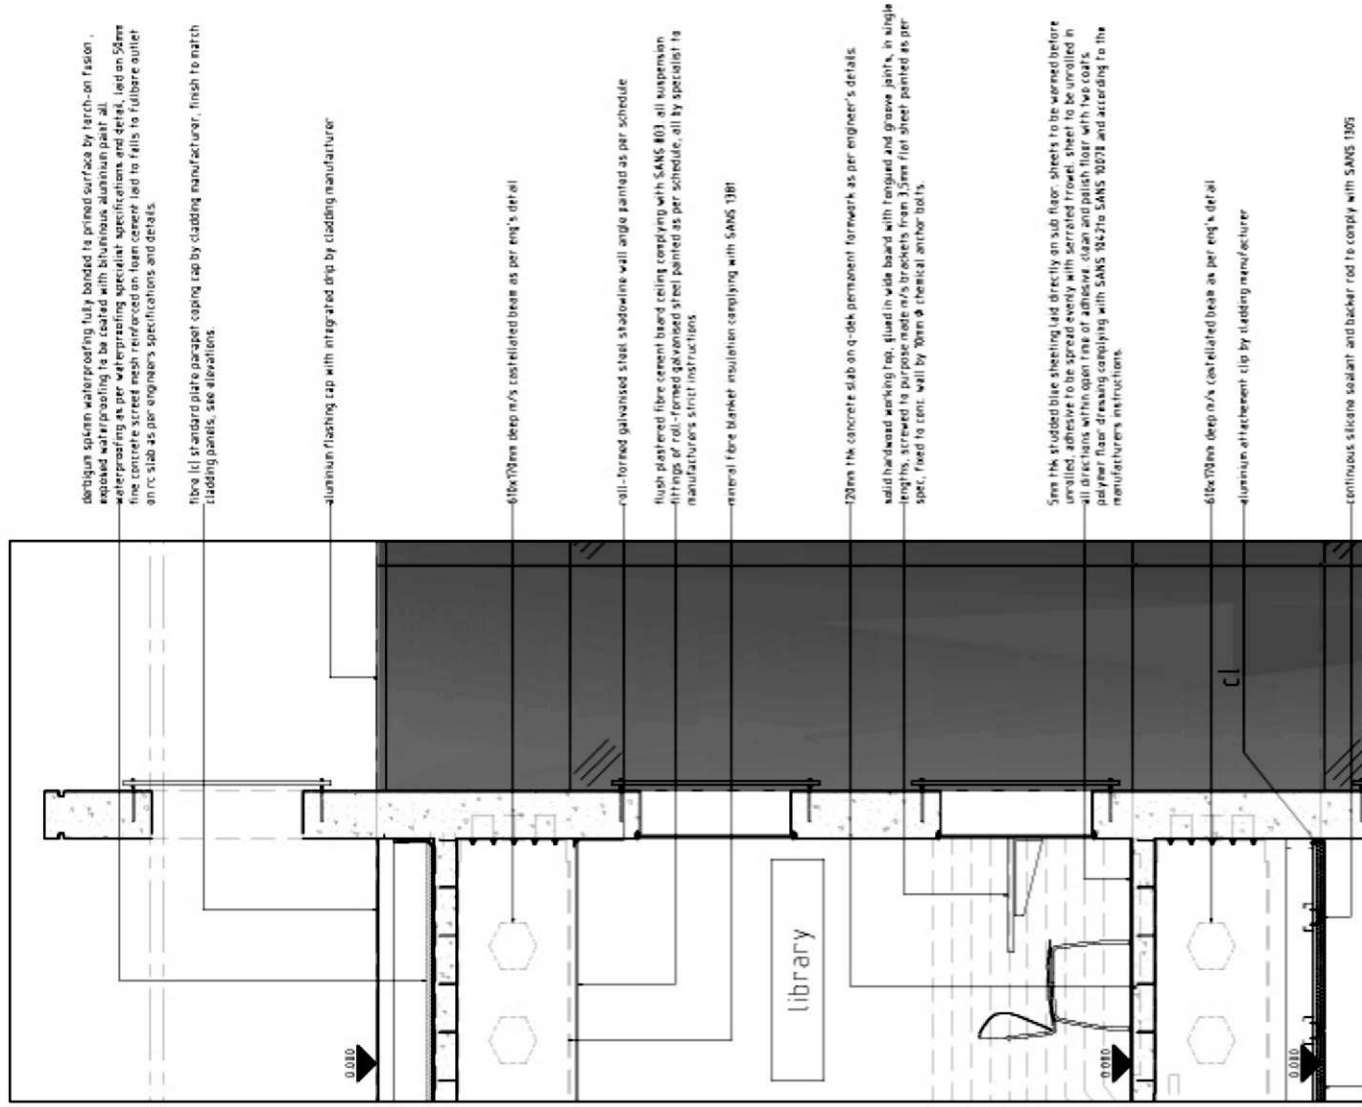 derbigum sp4mm waterproofing fully bonded to primed surface by torch-on fusion .
exposed waterproofing to be coated with bituminous aluminium paint all
waterproofing as per waterproofing specialist specifications and detail, laid on 50mm
fine concrete screed mesh reinforced on foam cement laid to falls to fullbore outlet
on rc slab as per engineers specifications and details.
fibre (c) standard plate parapet coping cap by cladding manufacturer, finish to match
cladding panels, see elevations.
aluminium flashing cap with integrated drip by cladding manufacturer
610x178mm deep m/s castellated beam as per eng's detail
roll-formed galvanised steel shadowline wall angle painted as per schedule
flush plastered fibre cement board ceiling complying with SANS 803. all suspension
fittings of roll-formed galvanised steel painted as per schedule, all by specialist to
manufacturers strict instructions.
mineral fibre blanket insulation complying with SANS 1381
120mm thk concrete slab on q-dek permanent formwork as per engineer's details.
solid hardwood working top, glued in wide board with tongued and groove joints, in single
lengths, screwed to purpose made m/s brackets from 3,5mm flat sheet painted as per
spec, fixed to conc. wall by 10mm Φ chemical anchor bolts.
5mm thk studded blue sheeting laid directly on sub floor. sheets to be warmed before
unrolled, adhesive to be spread evenly with serrated trowel. sheet to be unrolled in
all directions within open time of adhesive. clean and polish floor with two coats
polymer floor dressing complying with SANS 1042 to SANS 10070 and according to the
manufacturers instructions.
610x178mm deep m/s castellated beam as per eng's detail
aluminium attachement clip by cladding manufacturer
continuous silicone sealant and backer rod to comply with SANS 1305
cl
library
0.000
0.000
0.000